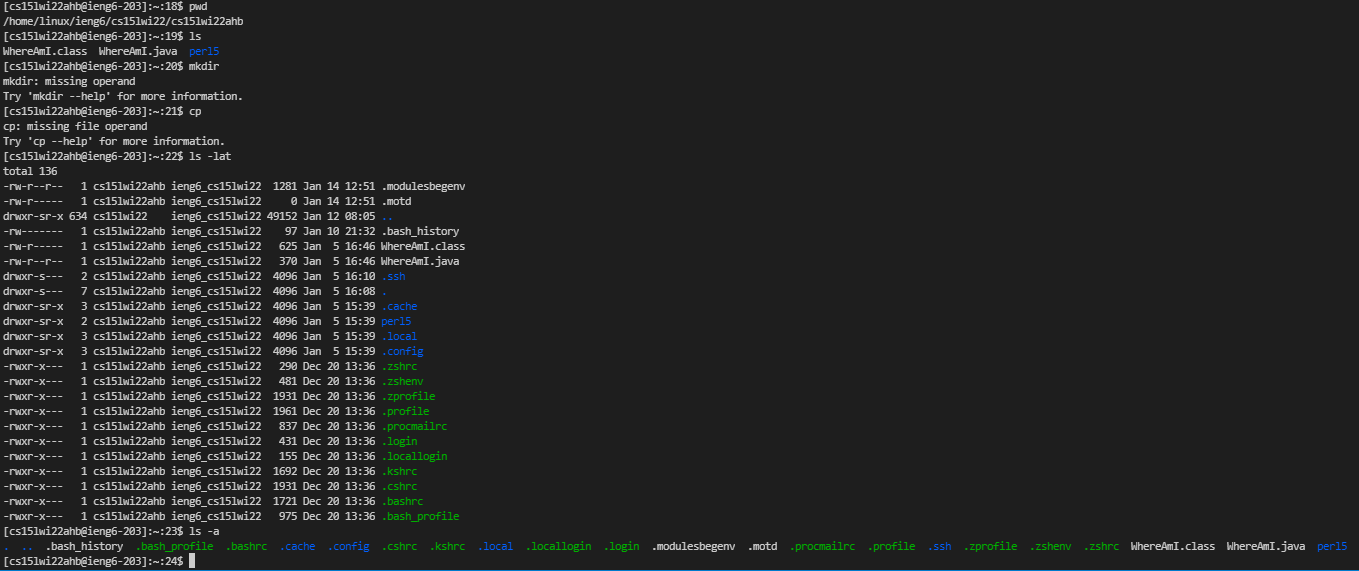 [cs15lwi22ahb@ieng6-203]:~:18$ pwd
/home/linux/ieng6/cs15lwi22/cs15lwi22ahb
[cs15lwi22ahb@ieng6-203]:~:19$ ls
WhereAmI.class  WhereAmI.java  perl5
[cs15lwi22ahb@ieng6-203]:~:20$ mkdir
mkdir: missing operand
Try 'mkdir --help' for more information.
[cs15lwi22ahb@ieng6-203]:~:21$ cp
cp: missing file operand
Try 'cp --help' for more information.
[cs15lwi22ahb@ieng6-203]:~:22$ ls -lat
total 136
-rw-r--r--   1 cs15lwi22ahb ieng6_cs15lwi22  1281 Jan 14 12:51 .modulesbegenv
-rw-r-----   1 cs15lwi22ahb ieng6_cs15lwi22     0 Jan 14 12:51 .motd
drwxr-sr-x 634 cs15lwi22    ieng6_cs15lwi22 49152 Jan 12 08:05 ..
-rw-------   1 cs15lwi22ahb ieng6_cs15lwi22    97 Jan 10 21:32 .bash_history
-rw-r-----   1 cs15lwi22ahb ieng6_cs15lwi22   625 Jan  5 16:46 WhereAmI.class
-rw-r--r--   1 cs15lwi22ahb ieng6_cs15lwi22   370 Jan  5 16:46 WhereAmI.java
drwxr-s---   2 cs15lwi22ahb ieng6_cs15lwi22  4096 Jan  5 16:10 .ssh
drwxr-s---   7 cs15lwi22ahb ieng6_cs15lwi22  4096 Jan  5 16:08 .
drwxr-sr-x   3 cs15lwi22ahb ieng6_cs15lwi22  4096 Jan  5 15:39 .cache
drwxr-sr-x   2 cs15lwi22ahb ieng6_cs15lwi22  4096 Jan  5 15:39 perl5
drwxr-sr-x   3 cs15lwi22ahb ieng6_cs15lwi22  4096 Jan  5 15:39 .local
drwxr-sr-x   3 cs15lwi22ahb ieng6_cs15lwi22  4096 Jan  5 15:39 .config
-rwxr-x---   1 cs15lwi22ahb ieng6_cs15lwi22   290 Dec 20 13:36 .zshrc
-rwxr-x---   1 cs15lwi22ahb ieng6_cs15lwi22   481 Dec 20 13:36 .zshenv
-rwxr-x---   1 cs15lwi22ahb ieng6_cs15lwi22  1931 Dec 20 13:36 .zprofile
-rwxr-x---   1 cs15lwi22ahb ieng6_cs15lwi22  1961 Dec 20 13:36 .profile
-rwxr-x---   1 cs15lwi22ahb ieng6_cs15lwi22   837 Dec 20 13:36 .procmailrc
-rwxr-x---   1 cs15lwi22ahb ieng6_cs15lwi22   431 Dec 20 13:36 .login
-rwxr-x---   1 cs15lwi22ahb ieng6_cs15lwi22   155 Dec 20 13:36 .locallogin
-rwxr-x---   1 cs15lwi22ahb ieng6_cs15lwi22  1692 Dec 20 13:36 .kshrc
-rwxr-x---   1 cs15lwi22ahb ieng6_cs15lwi22  1931 Dec 20 13:36 .cshrc
-rwxr-x---   1 cs15lwi22ahb ieng6_cs15lwi22  1721 Dec 20 13:36 .bashrc
-rwxr-x---   1 cs15lwi22ahb ieng6_cs15lwi22   975 Dec 20 13:36 .bash_profile
[cs15lwi22ahb@ieng6-203]:~:23$ ls -a
.  ..  .bash_history  .bash_profile  .bashrc  .cache  .config  .cshrc  .kshrc  .local  .locallogin  .login  .modulesbegenv  .motd  .procmailrc  .profile  .ssh  .zprofile  .zshenv  .zshrc  WhereAmI.class  WhereAmI.java  perl5
[cs15lwi22ahb@ieng6-203]:~:24$